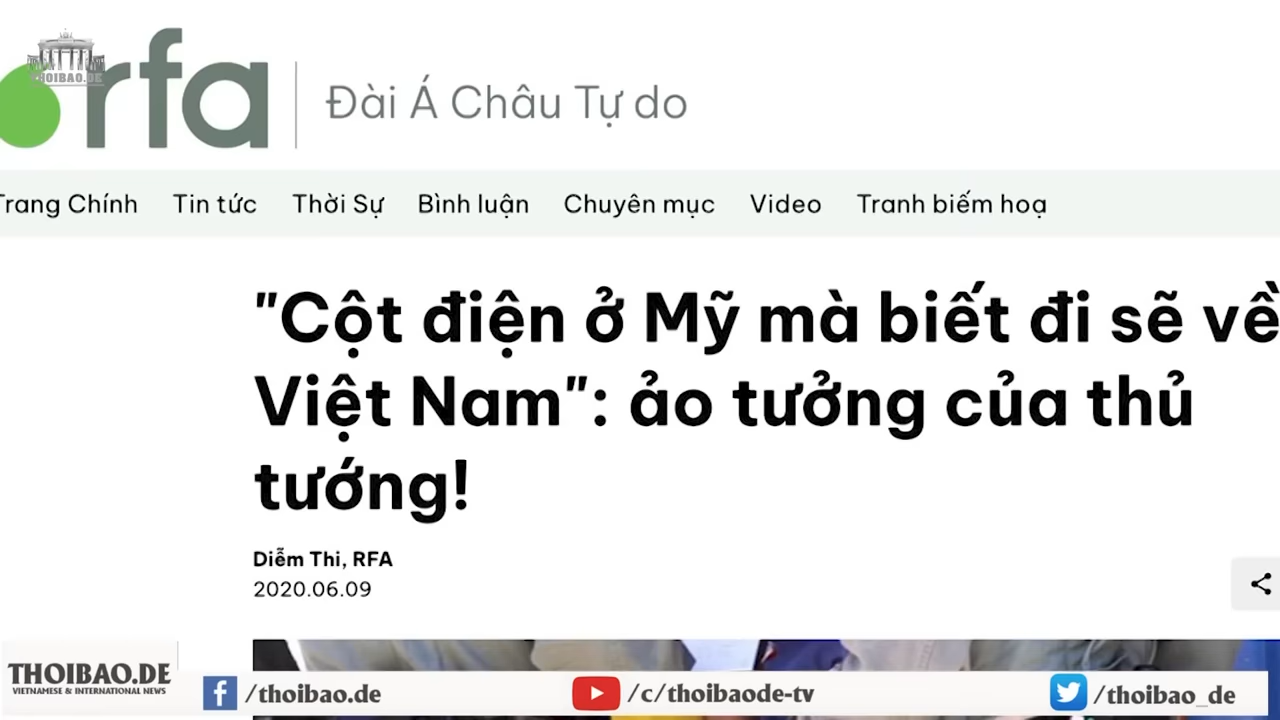 THOIBAO.DE
rfa
Đài Á Châu Tự do
Trang Chính Tin tức Thời Sự Bình luận Chuyên mục Video Tranh biếm hoạ
"Cột điện ở Mỹ mà biết đi sẽ về
Việt Nam": ảo tưởng của thủ
tướng!
Diễm Thi, RFA
2020.06.09
THOIBAO.DE
VIETNAMESE & INTERNATIONAL NEWS
/thoibao.de
/c/thoibaode-tv
/thoibao_de